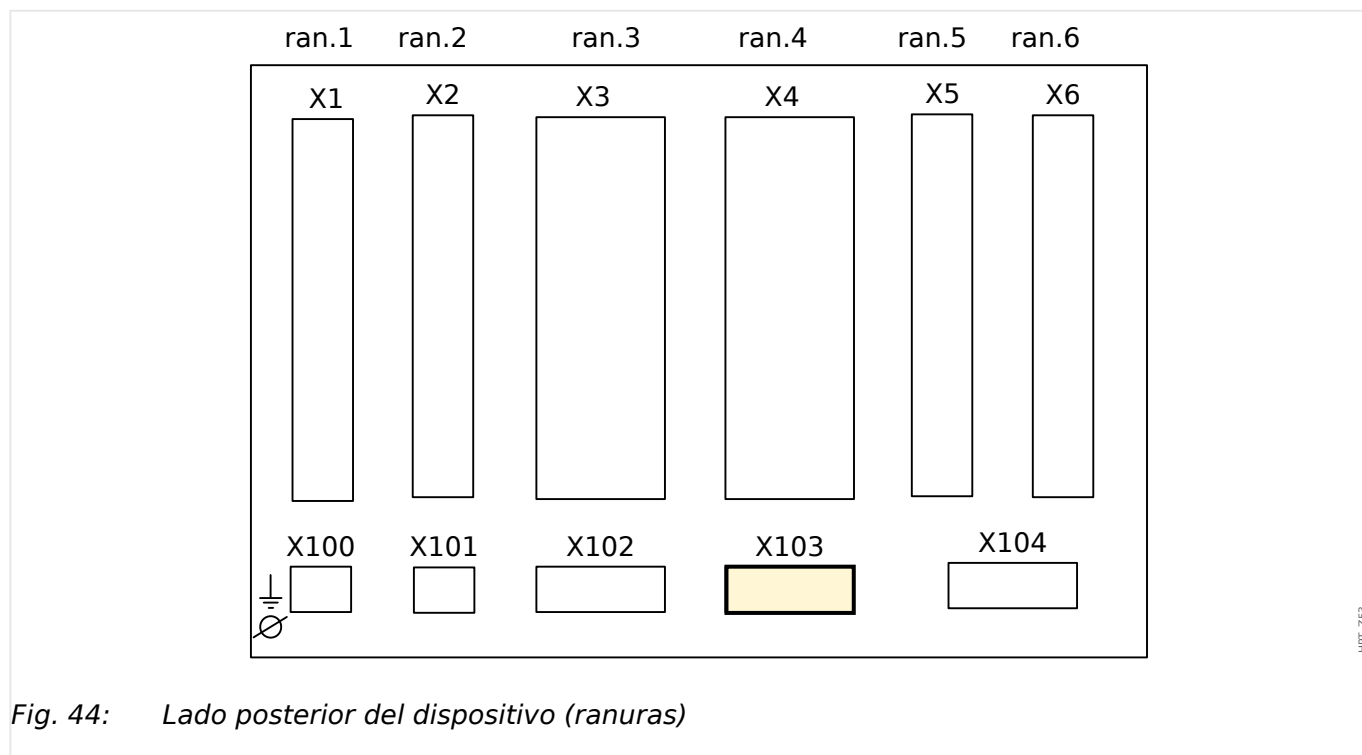 ran.1 ran.2 ran.3 ran.4 ran.5 ran.6
X1 X2 X3 X4 X5 X6
X100 X101 X102 X103 X104
Fig. 44: Lado posterior del dispositivo (ranuras)